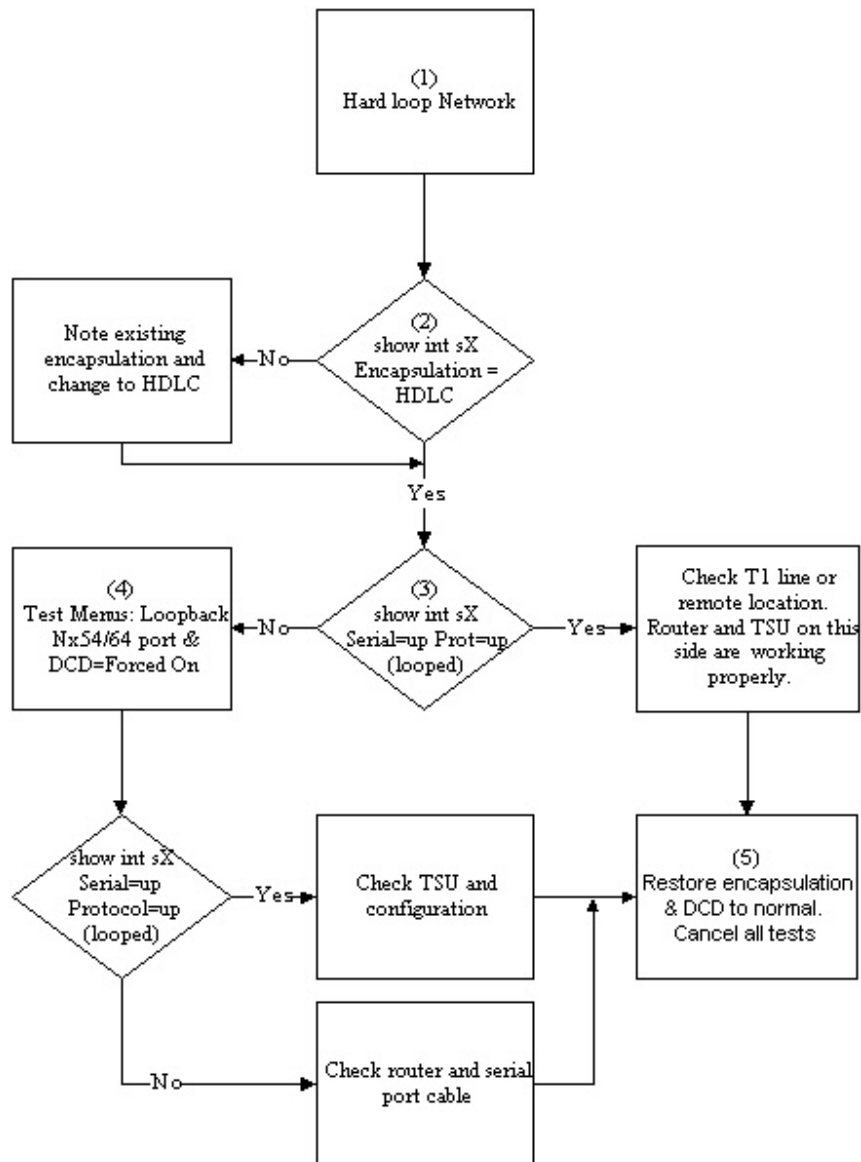 (1)
Hard loop Network
(2)
show int sX
Encapsulation =
HDLC
No
Note existing
encapsulation and
change to HDLC
Yes
(3)
show int sX
Serial=up Prot=up
(looped)
No
Yes
(4)
Test Menus: Loopback
Nx54/64 port &
DCD=Forced On
Check T1 line or
remote location.
Router and TSU on this
side are working
properly.
show int sX
Serial=up
Protocol=up
(looped)
Yes
Check TSU and
configuration
(5)
Restore encapsulation
& DCD to normal.
Cancel all tests
No
Check router and serial
port cable